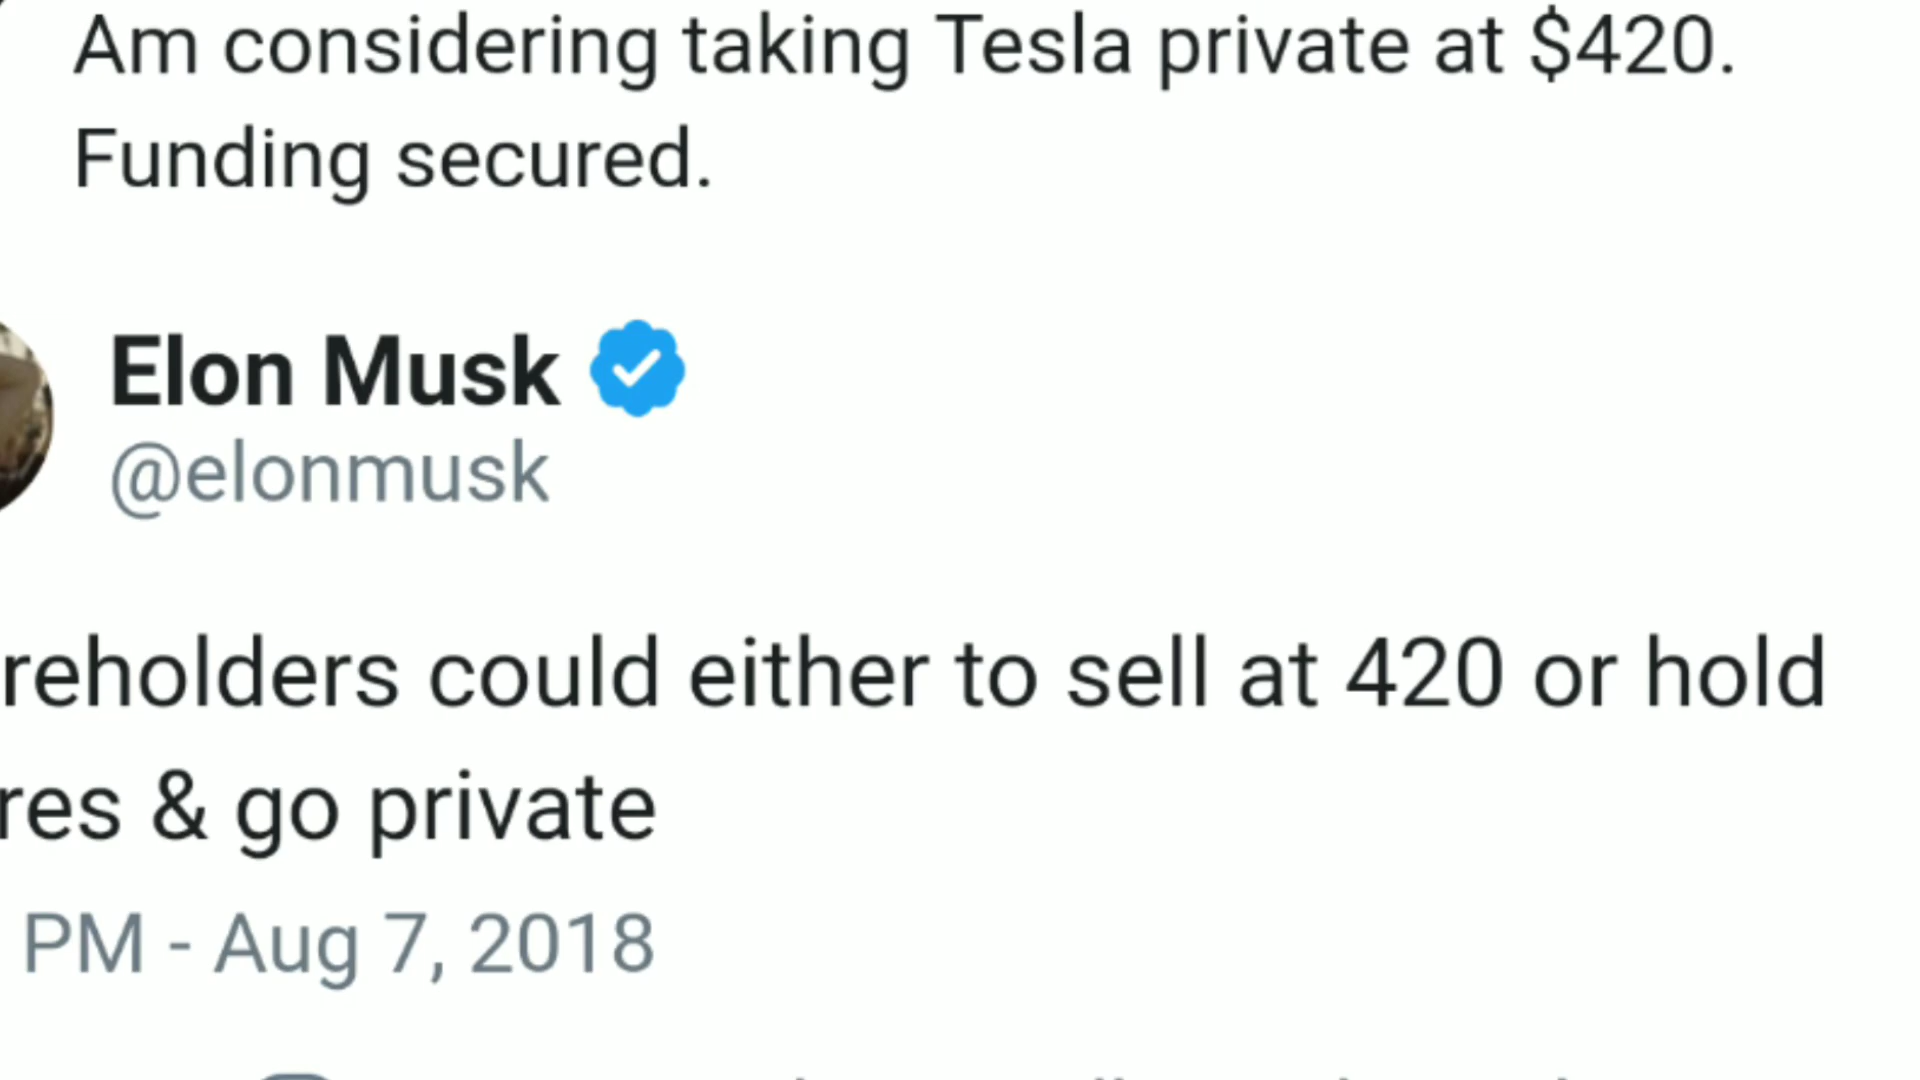 Am considering taking Tesla private at $420.
Funding secured.
Elon Musk
@elonmusk
reholders could either to sell at 420 or hold
res & go private
PM - Aug 7, 2018